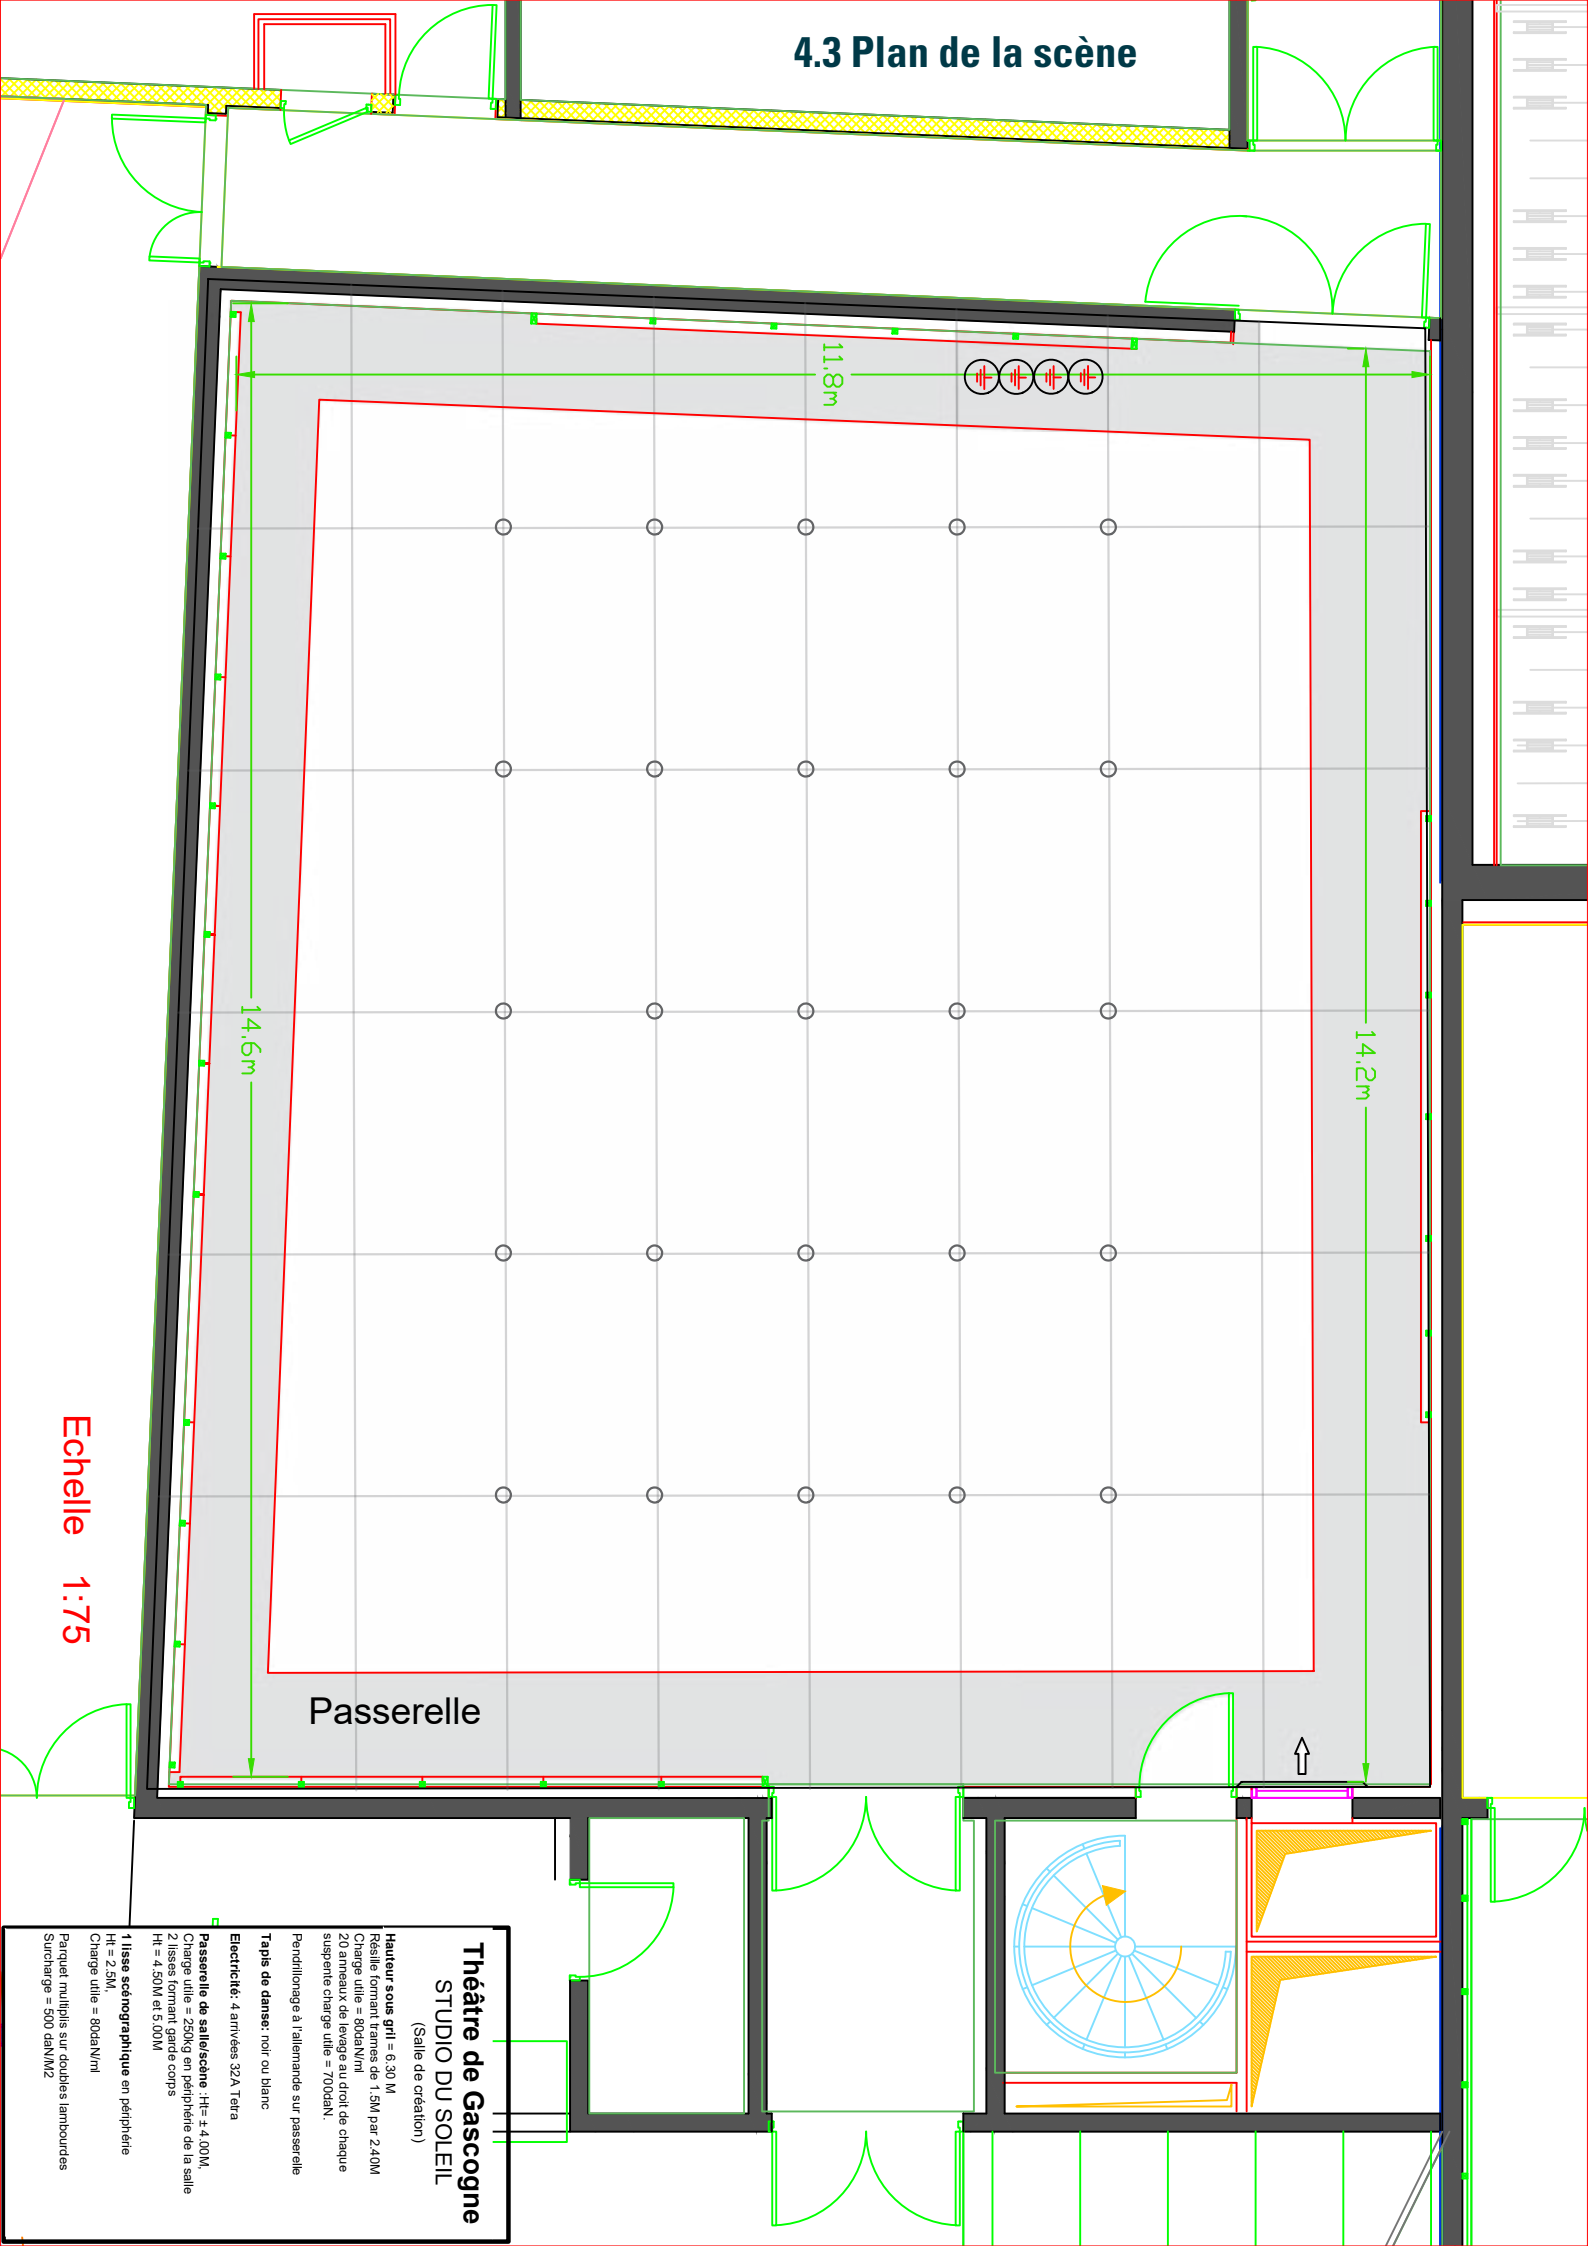 4.3 Plan de la scène
11.8m
14.6m
14.2m
Passerelle
Echelle 1:75
Théâtre de Gascogne
STUDIO DU SOLEIL
(Salle de création)
Hauteur sous gril = 6.30 M
Résille formant trames de 1.5M par 2.40M
Charge utile = 80daN/ml
20 anneaux de levage au droit de chaque
suspente charge utile = 700daN.
Pendrillonage à l'allemande sur passerelle
Tapis de danse: noir ou blanc
Electricité: 4 arrivées 32A Tetra
Passerelle de salle/scène :Ht= ± 4.00M,
Charge utile = 250kg en périphérie de la salle
2 lisses formant garde corps
Ht = 4.50M et 5.00M
1 lisse scénographique en périphérie
Ht = 2.5M,
Charge utile = 80daN/ml
Parquet multiplis sur doubles lambourdes
Surcharge = 500 daN/M2